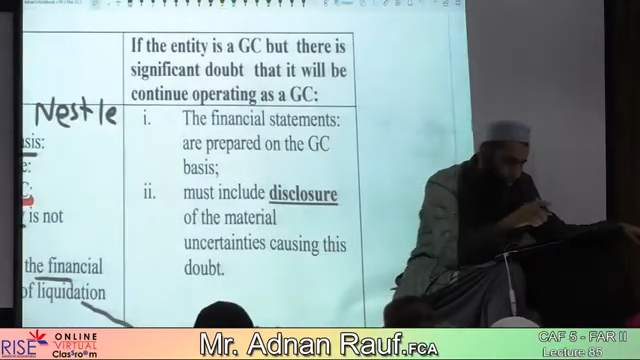 If the entity is a GC but there is
significant doubt that it will be
continue operating as a GC:
Nestle
asis:
e:
C:
is not
the financial
of liquidation
i. The financial statements:
are prepared on the GC
basis;
ii. must include disclosure
of the material
uncertainties causing this
doubt.
RISE
ONLINE
VIRTUAL
Classroom
Mr. Adnan Rauf.FCA
CAF 5 - FAR II
Lecture 85